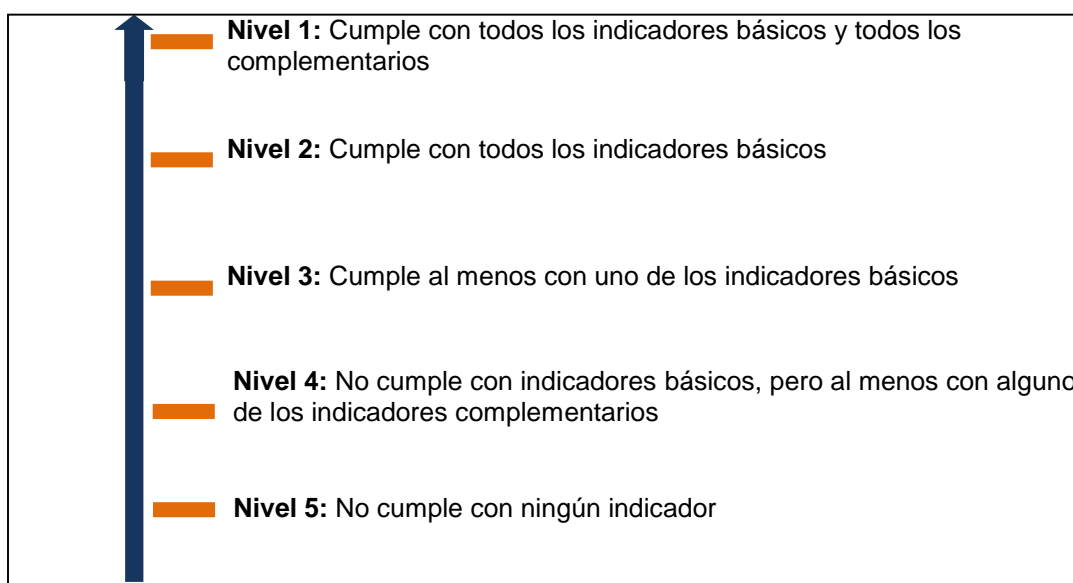 Nivel 1: Cumple con todos los indicadores básicos y todos los
complementarios
Nivel 2: Cumple con todos los indicadores básicos
Nivel 3: Cumple al menos con uno de los indicadores básicos
Nivel 4: No cumple con indicadores básicos, pero al menos con alguno
de los indicadores complementarios
Nivel 5: No cumple con ningún indicador